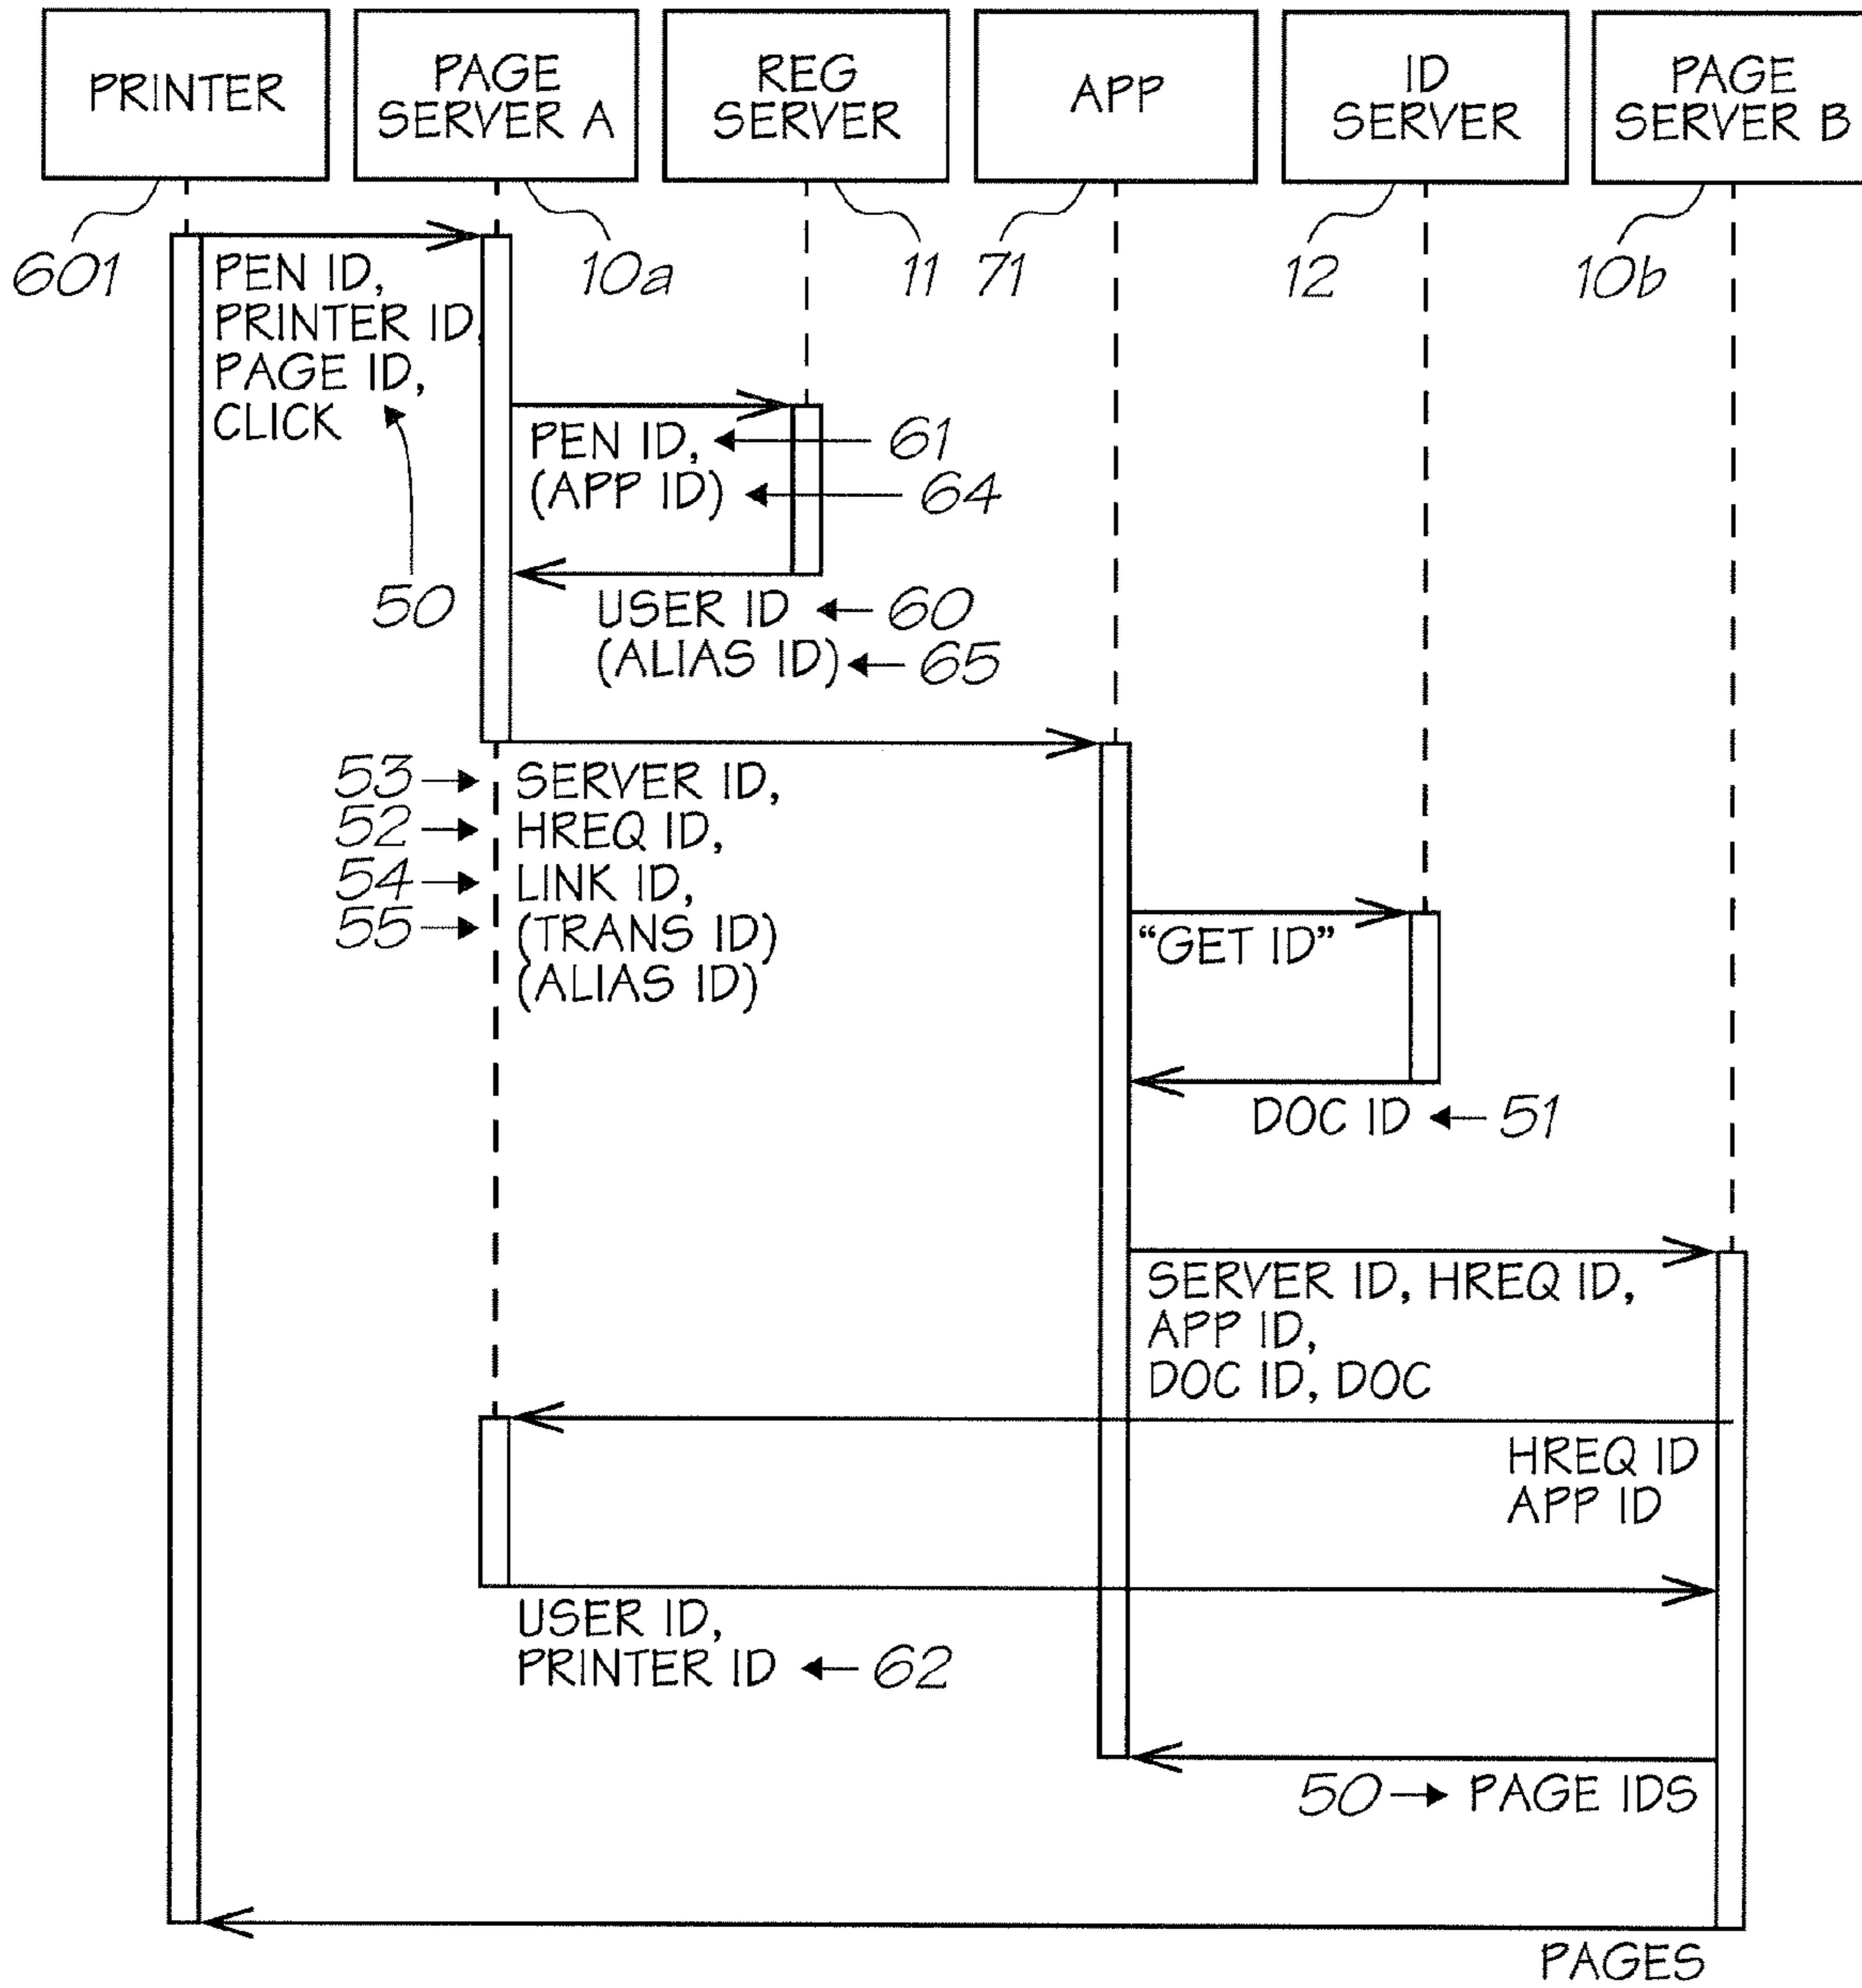 PRINTER
PAGE
SERVER A
REG
SERVER
APP
ID
SERVER
PAGE
SERVER B
601
10a
11
71
12
10b
PEN ID,
PRINTER ID,
PAGE ID,
CLICK
50
PEN ID,
61
(APP ID)
64
USER ID
60
(ALIAS ID)
65
53
SERVER ID,
52
HREQ ID,
54
LINK ID,
55
(TRANS ID)
(ALIAS ID)
“GET ID”
DOC ID
51
SERVER ID, HREQ ID,
APP ID,
DOC ID, DOC
HREQ ID
APP ID
USER ID,
PRINTER ID
62
50
PAGE IDS
PAGES